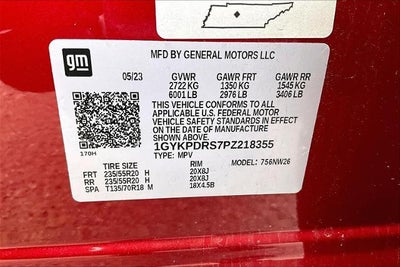 gm
MFD BY GENERAL MOTORS LLC
05/23 GVWR GAWR FRT GAWR RR
2722 KG 1350 KG 1545 KG
6001 LB 2976 LB 3406 LB
THIS VEHICLE CONFORMS TO ALL
APPLICABLE U.S. FEDERAL MOTOR
VEHICLE SAFETY STANDARDS IN EFFECT ON
THE DATE OF MANUFACTURE
SHOWN ABOVE.
1GYKPDRS7PZ218355
170H TYPE: MPV MODEL: 756NW26
TIRE SIZE RIM
FRT 235/55R20 H 20X8J
RR 235/55R20 H 20X8J
SPA T135/70R18 M 18X4.5B